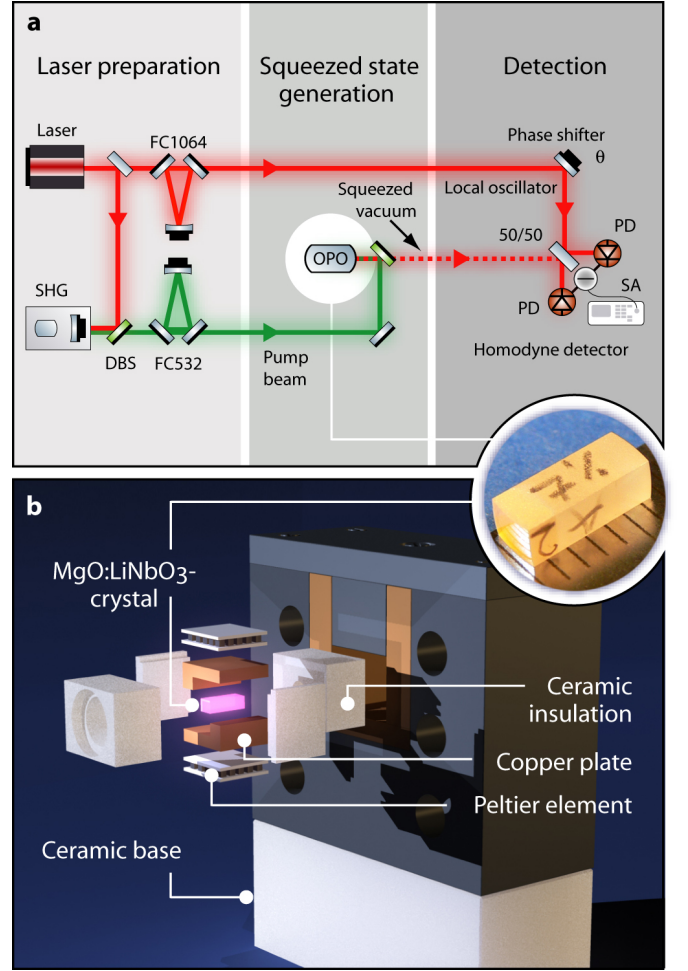 a
Laser preparation
Squeezed state
generation
Detection
Laser
FC1064
Phase shifter
θ
Squeezed
vacuum
Local oscillator
50/50
PD
OPO
SHG
PD
SA
DBS
FC532
Pump
beam
Homodyne detector
b
MgO:LiNbO3-
crystal
Ceramic
insulation
Copper plate
Peltier element
Ceramic base